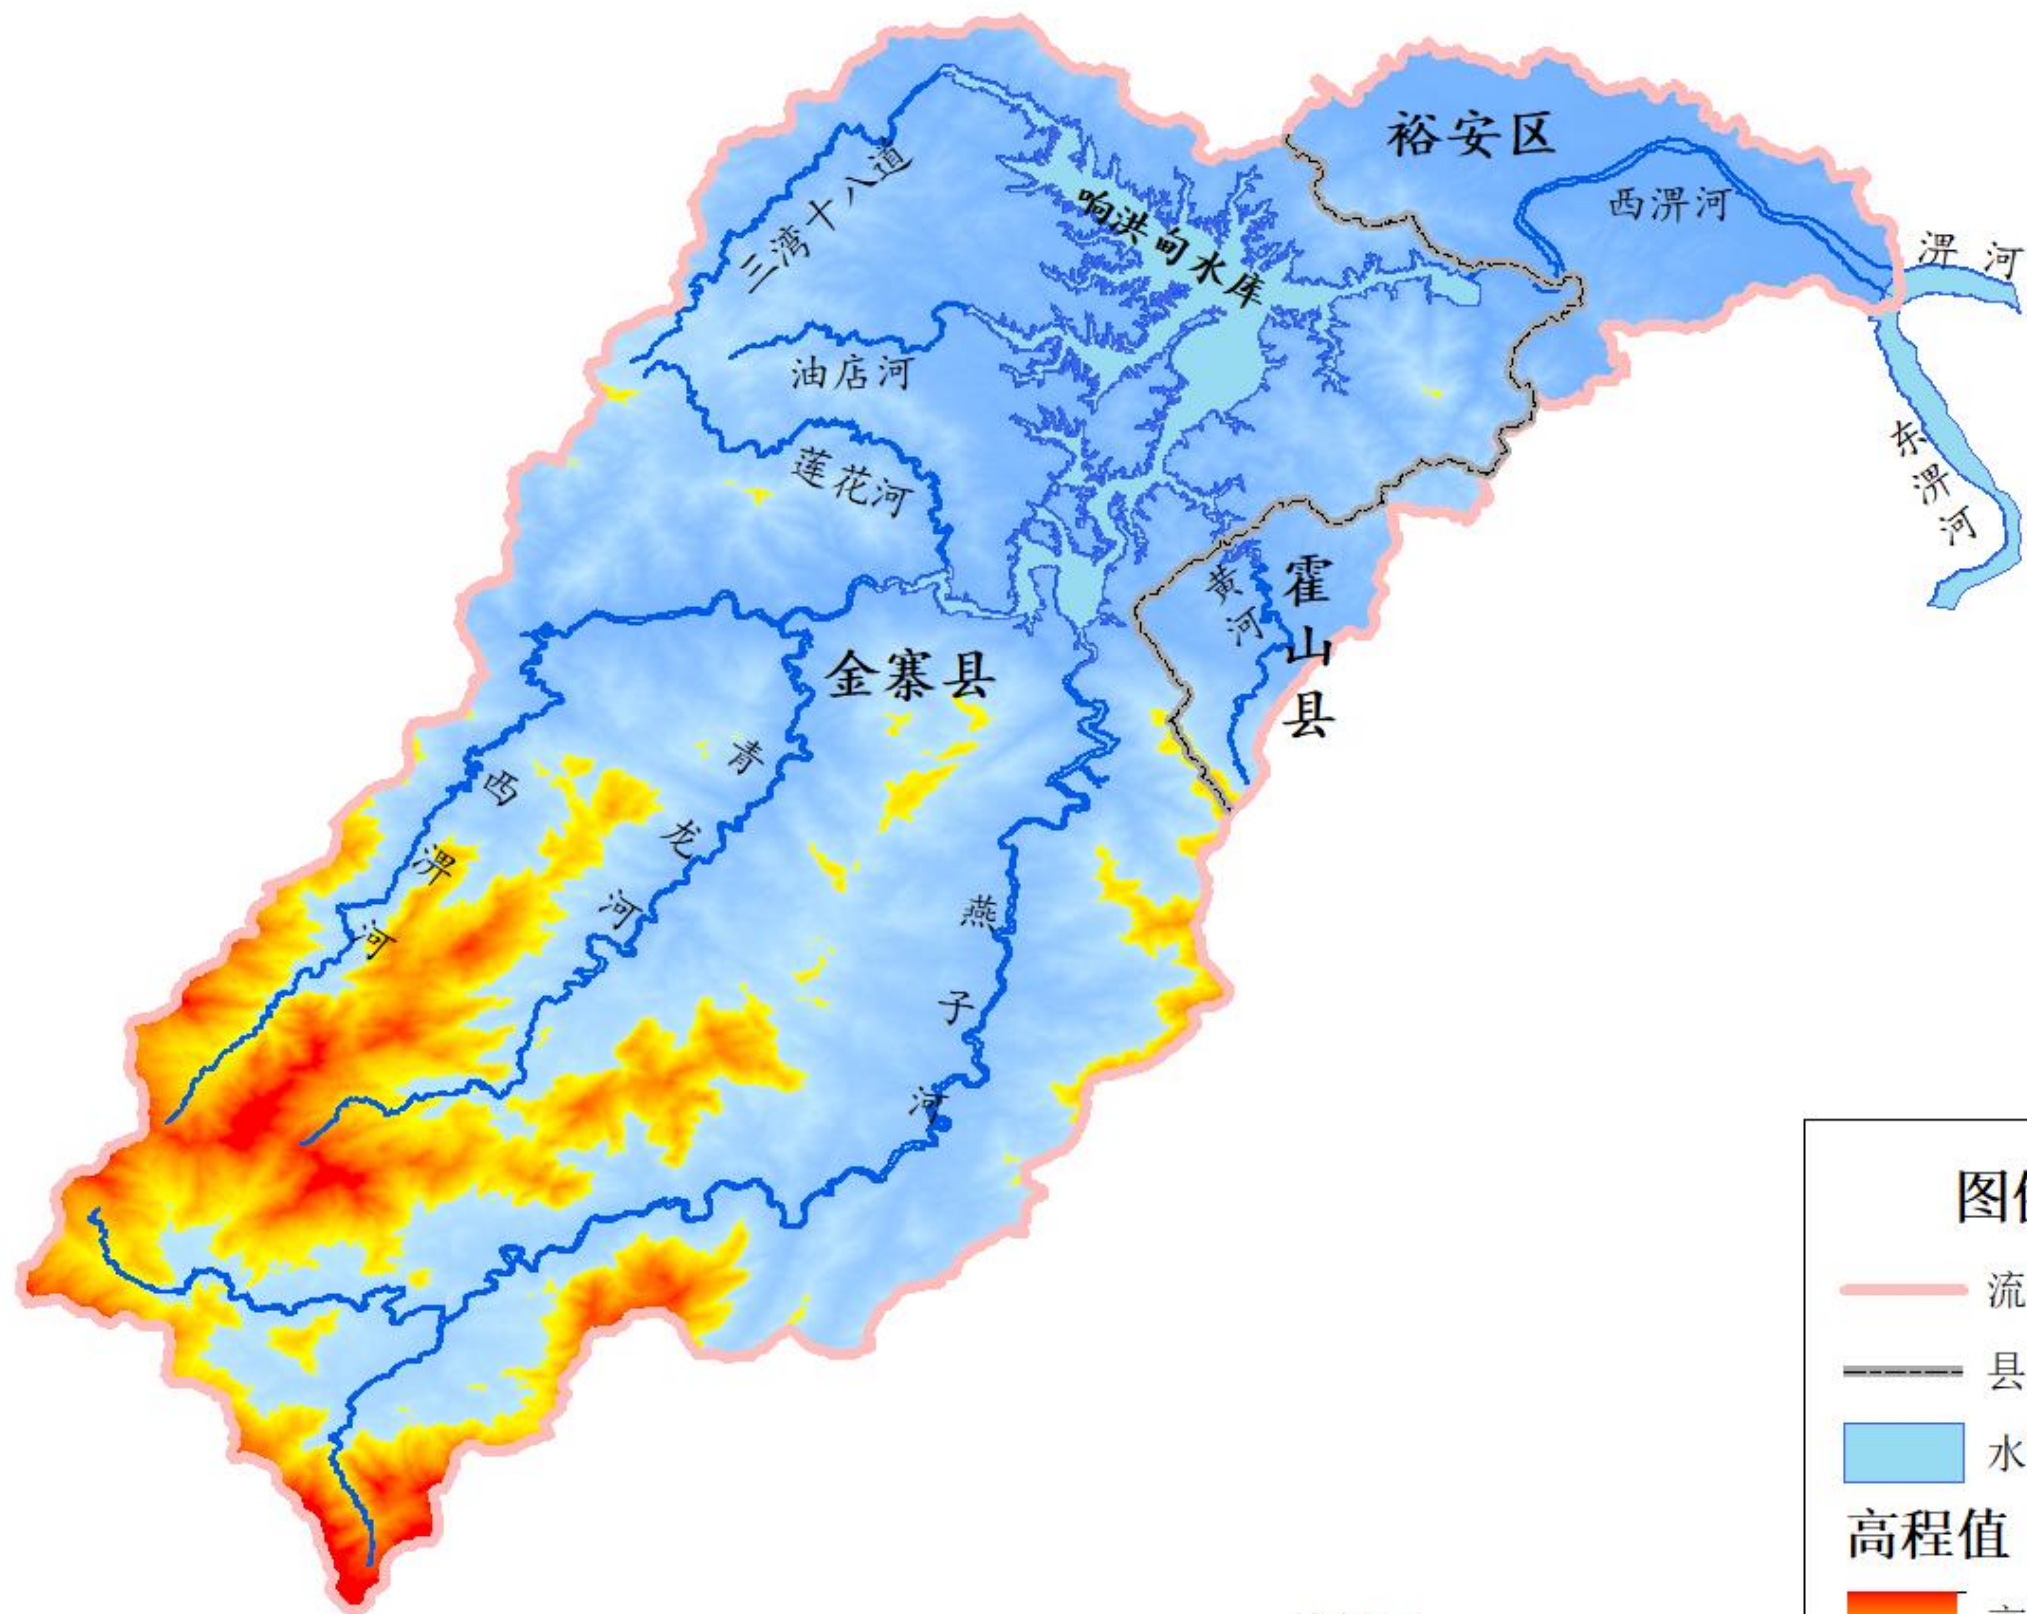 裕安区
西淠河
淠河
三湾十八道
响洪甸水库
油店河
东淠河
莲花河
黄河
霍山县
金寨县
西淠河
青龙河
燕子河
流
县
水
高程值